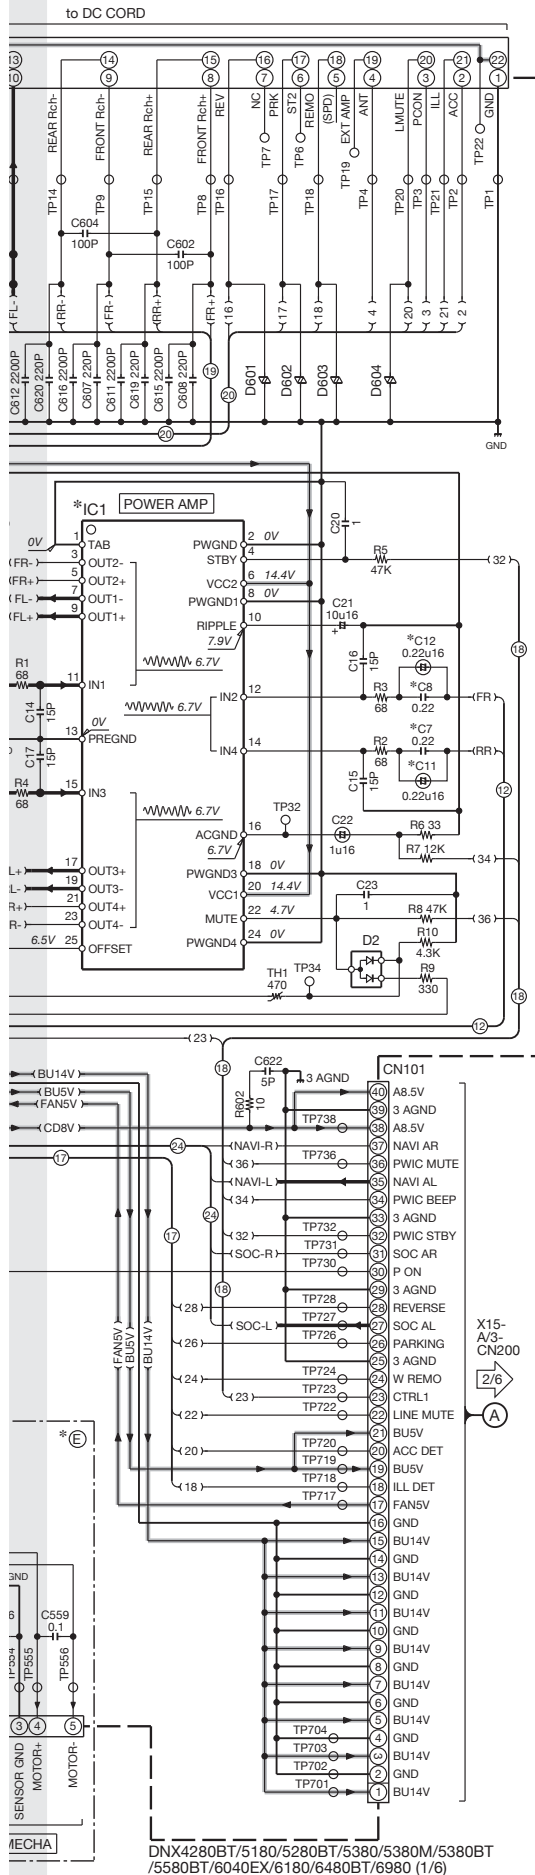 to DC CORD
13 14 15 16 17 18 19 20 21 22
10 9 8 7 6 5 4 3 2 1
REAR Rch-
FRONT Rch-
REAR Rch+
FRONT Rch+
REV
NC
PRK
ST2
REMO
(SPD)
EXT AMP
ANT
LMUTE
PCON
ILL
ACC
GND
TP7
TP6
TP19
TP22
TP14
TP9
TP15
TP8
TP16
TP17
TP18
TP4
TP20
TP3
TP21
TP2
TP1
C604
100P
C602
100P
FL-
RR-
FR-
RR+
FR+
16
17
18
4
20
3
21
2
C612 2200P
C620 220P
C616 2200P
C607 220P
C611 2200P
C619 220P
C615 2200P
C608 220P
19
20
D601
D602
D603
D604
20
GND
*IC1 POWER AMP
0V
1 TAB
3 OUT2-
5 OUT2+
7 OUT1-
9 OUT1+
FR-
FR+
FL-
FL+
PWGND 2 0V
STBY 4
VCC2 6 14.4V
PWGND1 8 0V
RIPPLE 10
7.9V
6.7V
C20
1
R5
47K
32
C21
10u16
+
18
R1
68
11 IN1
C14
15P
0V
13 PREGND
C17
15P
R4
68
15 IN3
6.7V
IN2 12
IN4 14
C16
15P
*C12
0.22u16
R3
68
*C8
0.22
FR
*C7
0.22
R2
68
RR
*C11
0.22u16
C15
15P
12
6.7V
ACGND 16
6.7V
TP32
C22
1u16
R6 33
R7 12K
34
17 OUT3+
19 OUT3-
21 OUT4+
23 OUT4-
6.5V 25 OFFSET
L+
L-
R+
R-
PWGND3 18 0V
VCC1 20 14.4V
MUTE 22 4.7V
PWGND4 24 0V
C23
1
R8 47K
36
R10
4.3K
R9
330
D2
TH1
470
TP34
18
12
23
18
C622
5P
R602
10
3 AGND
CN101
BU14V
BU5V
FAN5V
CD8V
24
17
40 A8.5V
39 3 AGND
TP738 38 A8.5V
NAVI-R 37 NAVI AR
36 TP736 36 PWIC MUTE
NAVI-L 35 NAVI AL
34 34 PWIC BEEP
24 33 3 AGND
32 TP732 32 PWIC STBY
17 SOC-R TP731 31 SOC AR
TP730 30 P ON
18 29 3 AGND
28 TP728 28 REVERSE
SOC-L TP727 27 SOC AL
26 TP726 26 PARKING
25 3 AGND
24 TP724 24 W REMO
23 TP723 23 CTRL1
22 TP722 22 LINE MUTE
21 BU5V
20 TP720 20 ACC DET
TP719 19 BU5V
18 TP718 18 ILL DET
TP717 17 FAN5V
16 GND
15 BU14V
14 GND
13 BU14V
12 GND
11 BU14V
10 GND
9 BU14V
8 GND
7 BU14V
6 GND
5 BU14V
TP704 4 GND
TP703 3 BU14V
TP702 2 GND
TP701 1 BU14V
FAN5V
BU5V
BU14V
X15-
A/3-
CN200
2/6
A
*E
GND
C559
0.1
TP554
TP555
TP556
3 4 5
SENSOR GND
MOTOR+
MOTOR-
MECHA
DNX4280BT/5180/5280BT/5380/5380M/5380BT
/5580BT/6040EX/6180/6480BT/6980 (1/6)